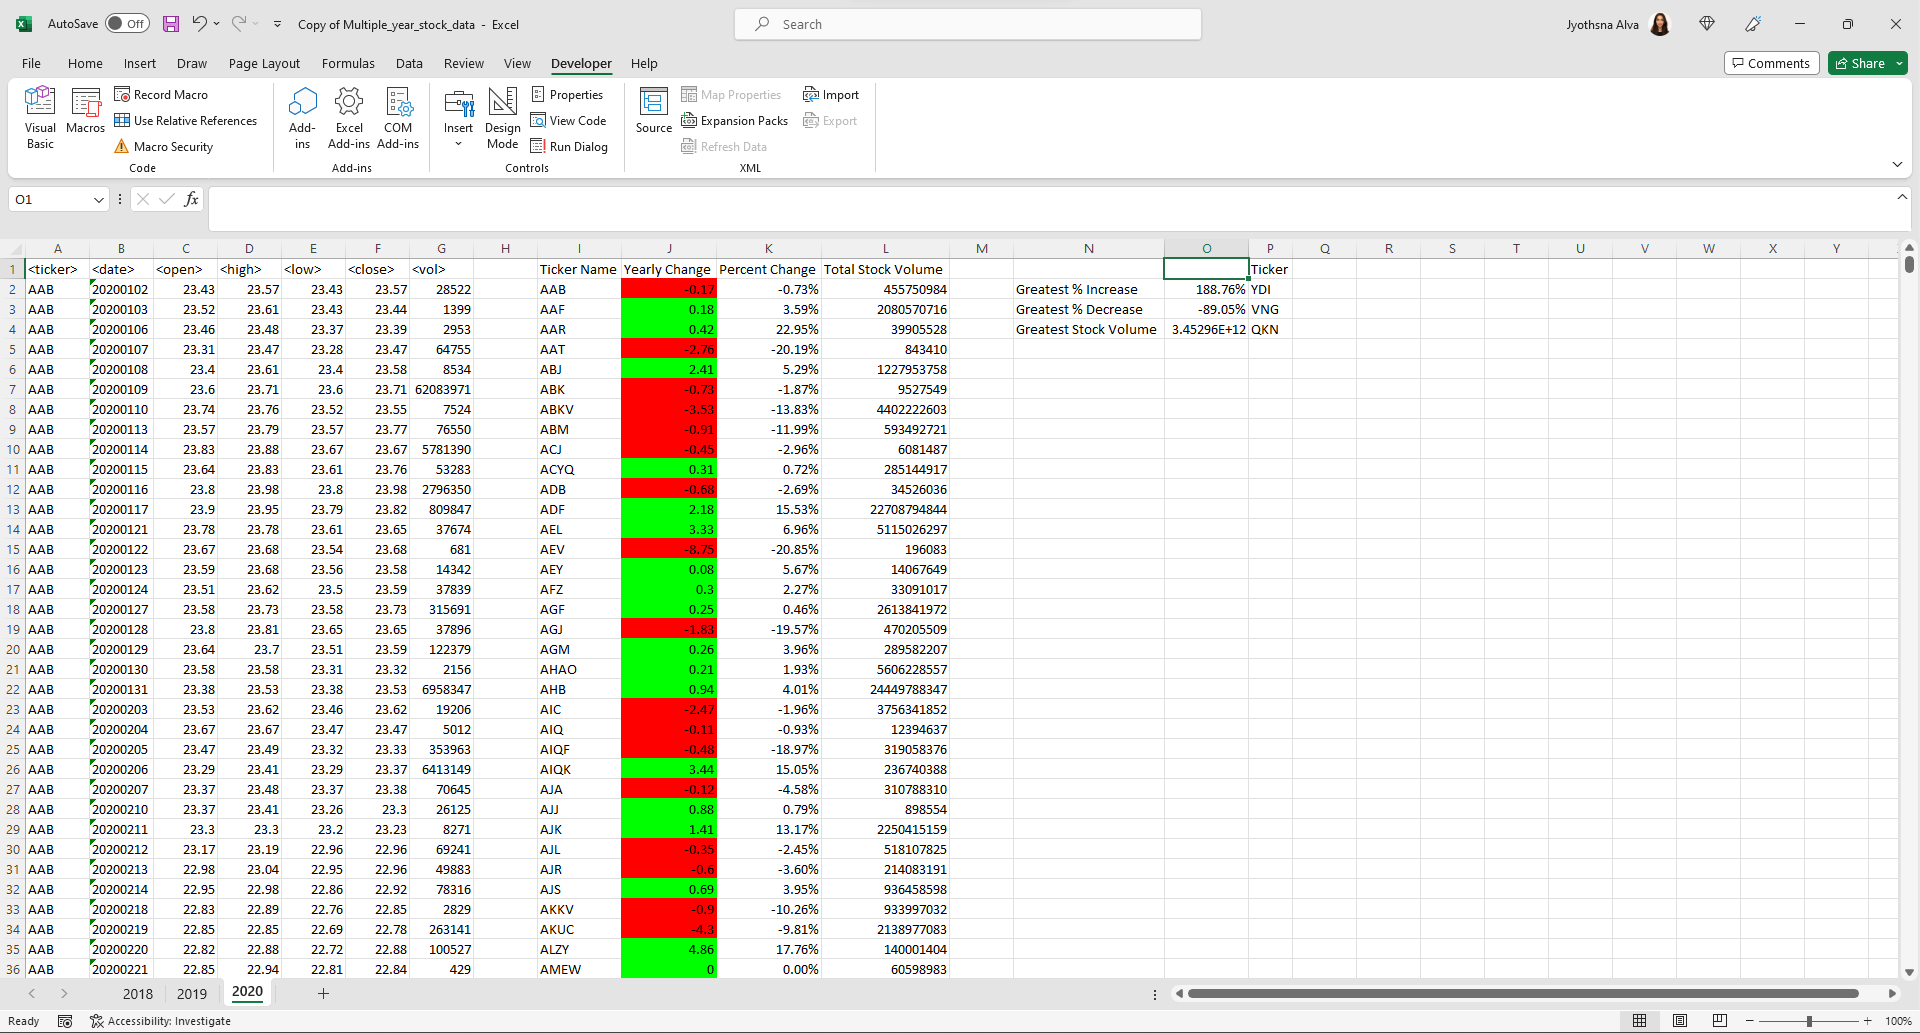 AutoSave Off Copy of Multiple_year_stock_data - Excel Search Jyothsna Alva
File Home Insert Draw Page Layout Formulas Data Review View Developer Help Comments Share
Visual Basic Macros Record Macro Use Relative References Macro Security Code
Add-ins Excel Add-ins COM Add-ins Add-ins
Insert Design Mode Properties View Code Run Dialog Controls
Source Map Properties Expansion Packs Refresh Data Import Export XML
O1 fx
A B C D E F G H I J K L M N O P Q R S T U V W X Y
1 <ticker> <date> <open> <high> <low> <close> <vol> Ticker Name Yearly Change Percent Change Total Stock Volume Ticker
2 AAB 20200102 23.43 23.57 23.43 23.57 28522 AAB -0.17 -0.73% 455750984 Greatest % Increase 188.76% YDI
3 AAB 20200103 23.52 23.61 23.43 23.44 1399 AAF 0.18 3.59% 2080570716 Greatest % Decrease -89.05% VNG
4 AAB 20200106 23.46 23.48 23.37 23.39 2953 AAR 0.42 22.95% 39905528 Greatest Stock Volume 3.45296E+12 QKN
5 AAB 20200107 23.31 23.47 23.28 23.47 64755 AAT -2.76 -20.19% 843410
6 AAB 20200108 23.4 23.61 23.4 23.58 8534 ABJ 2.41 5.29% 1227953758
7 AAB 20200109 23.6 23.71 23.6 23.71 62083971 ABK -0.73 -1.87% 9527549
8 AAB 20200110 23.74 23.76 23.52 23.55 7524 ABKV -3.53 -13.83% 4402222603
9 AAB 20200113 23.57 23.79 23.57 23.77 76550 ABM -0.91 -11.99% 593492721
10 AAB 20200114 23.83 23.88 23.67 23.67 5781390 ACJ -0.45 -2.96% 6081487
11 AAB 20200115 23.64 23.83 23.61 23.76 53283 ACYQ 0.31 0.72% 285144917
12 AAB 20200116 23.8 23.98 23.8 23.98 2796350 ADB -0.68 -2.69% 34526036
13 AAB 20200117 23.9 23.95 23.79 23.82 809847 ADF 2.18 15.53% 22708794844
14 AAB 20200121 23.78 23.78 23.61 23.65 37674 AEL 3.33 6.96% 5115026297
15 AAB 20200122 23.67 23.68 23.54 23.68 681 AEV -8.75 -20.85% 196083
16 AAB 20200123 23.59 23.68 23.56 23.58 14342 AEY 0.08 5.67% 14067649
17 AAB 20200124 23.51 23.62 23.5 23.59 37839 AFZ 0.3 2.27% 33091017
18 AAB 20200127 23.58 23.73 23.58 23.73 315691 AGF 0.25 0.46% 2613841972
19 AAB 20200128 23.8 23.81 23.65 23.65 37896 AGJ -1.83 -19.57% 470205509
20 AAB 20200129 23.64 23.7 23.51 23.59 122379 AGM 0.26 3.96% 289582207
21 AAB 20200130 23.58 23.58 23.31 23.32 2156 AHAO 0.21 1.93% 5606228557
22 AAB 20200131 23.38 23.53 23.38 23.53 6958347 AHB 0.94 4.01% 24449788347
23 AAB 20200203 23.53 23.62 23.46 23.62 19206 AIC -2.47 -1.96% 3756341852
24 AAB 20200204 23.67 23.67 23.47 23.47 5012 AIQ -0.11 -0.93% 12394637
25 AAB 20200205 23.47 23.49 23.32 23.33 353963 AIQF -0.48 -18.97% 319058376
26 AAB 20200206 23.29 23.41 23.29 23.37 6413149 AIQK 3.44 15.05% 236740388
27 AAB 20200207 23.37 23.48 23.37 23.38 70645 AJA -0.12 -4.58% 310788310
28 AAB 20200210 23.37 23.41 23.26 23.3 26125 AJJ 0.88 0.79% 898554
29 AAB 20200211 23.3 23.3 23.2 23.23 8271 AJK 1.41 13.17% 2250415159
30 AAB 20200212 23.17 23.19 22.96 22.96 69241 AJL -0.35 -2.45% 518107825
31 AAB 20200213 22.98 23.04 22.95 22.96 49883 AJR -0.6 -3.60% 214083191
32 AAB 20200214 22.95 22.98 22.86 22.92 78316 AJS 0.69 3.95% 936458598
33 AAB 20200218 22.83 22.89 22.76 22.85 2829 AKKV -0.9 -10.26% 933997032
34 AAB 20200219 22.85 22.85 22.69 22.78 263141 AKUC -4.3 -9.81% 2138977083
35 AAB 20200220 22.82 22.88 22.72 22.88 100527 ALZY 4.86 17.76% 140001404
36 AAB 20200221 22.85 22.94 22.81 22.84 429 AMEW 0 0.00% 60598983
2018 2019 2020
Ready Accessibility: Investigate 100%